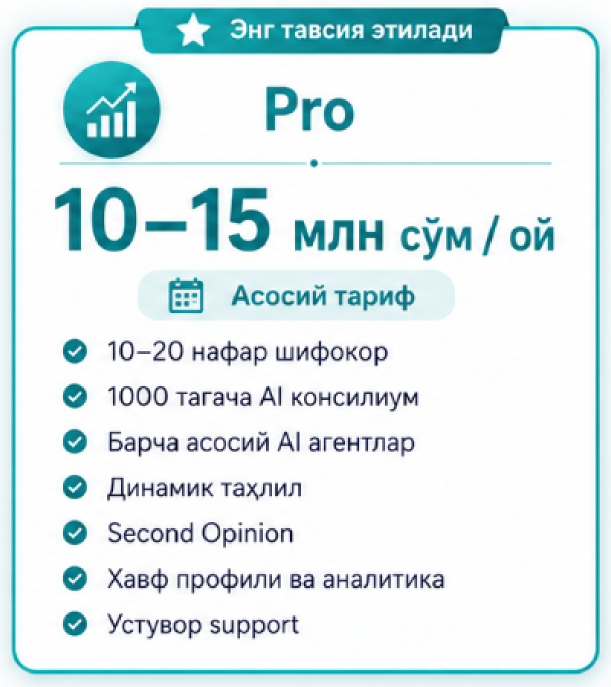 Энг тавсия этилади
Pro
10–15 млн сўм / ой
Асосий тариф
10–20 нафар шифокор
1000 тагача AI консилиум
Барча асосий AI агентлар
Динамик таҳлил
Second Opinion
Хавф профили ва аналитика
Устувор support